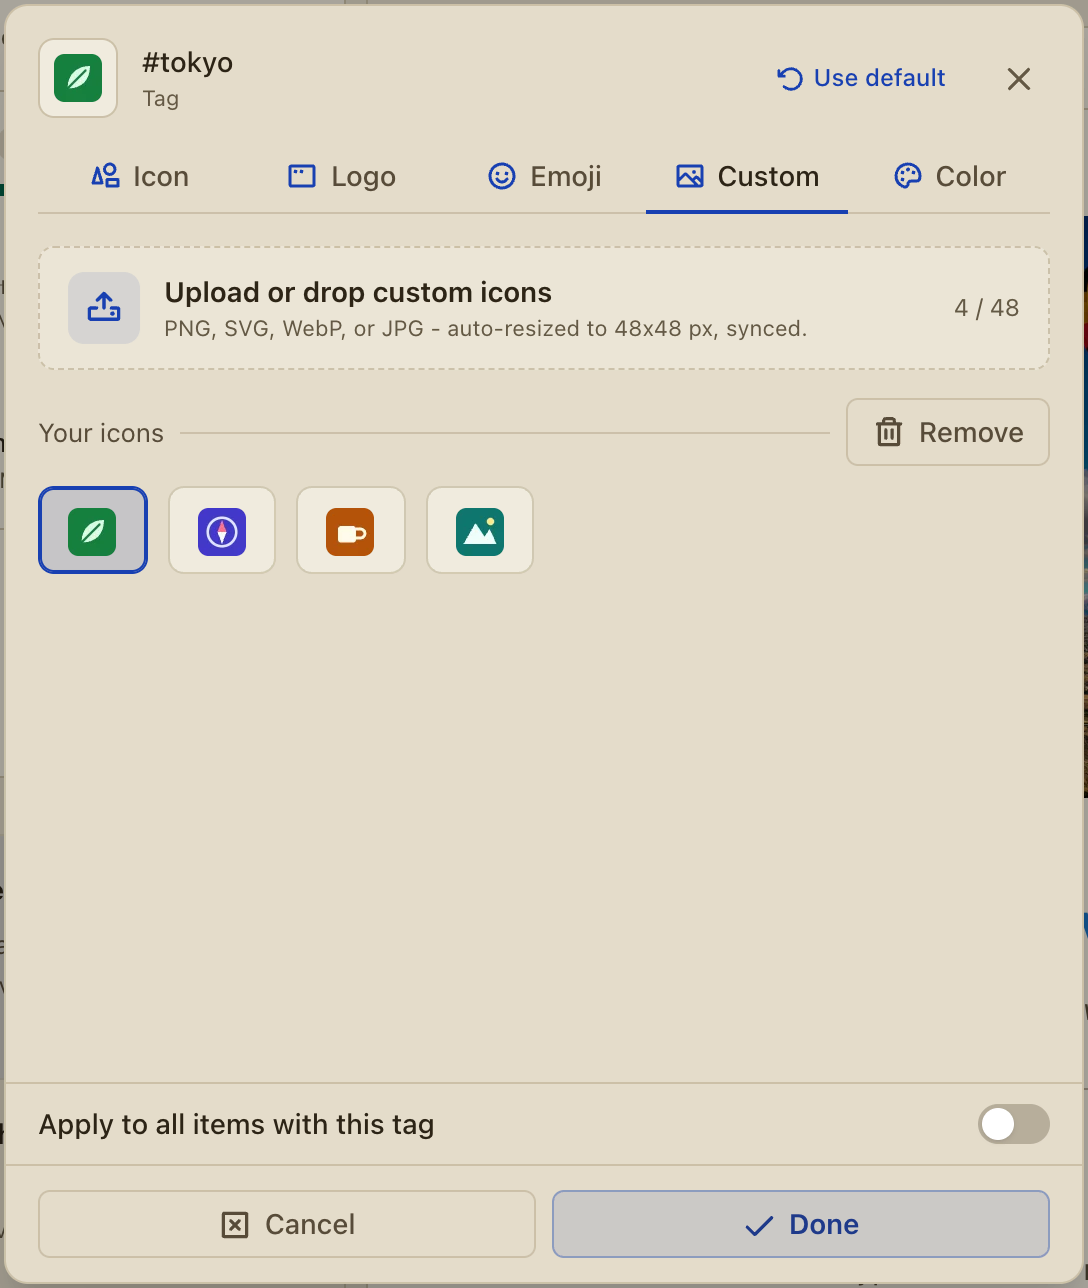 #tokyo
Tag
Use default
Icon
Logo
Emoji
Custom
Color
Upload or drop custom icons
PNG, SVG, WebP, or JPG - auto-resized to 48x48 px, synced.
4 / 48
Your icons
Remove
Apply to all items with this tag
Cancel
Done